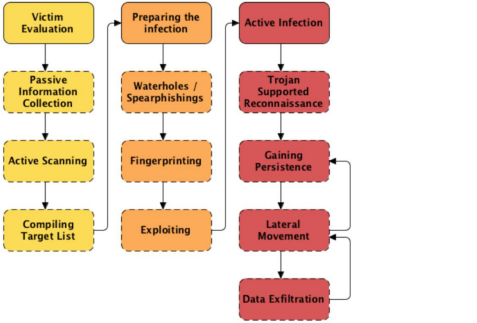 Victim
Evaluation
Passive
Information
Collection
Active Scanning
Compiling
Target List
Preparing the
infection
Waterholes /
Spearphishings
Fingerprinting
Exploiting
Active Infection
Trojan
Supported
Reconnaissance
Gaining
Persistence
Lateral
Movement
Data Exfiltration